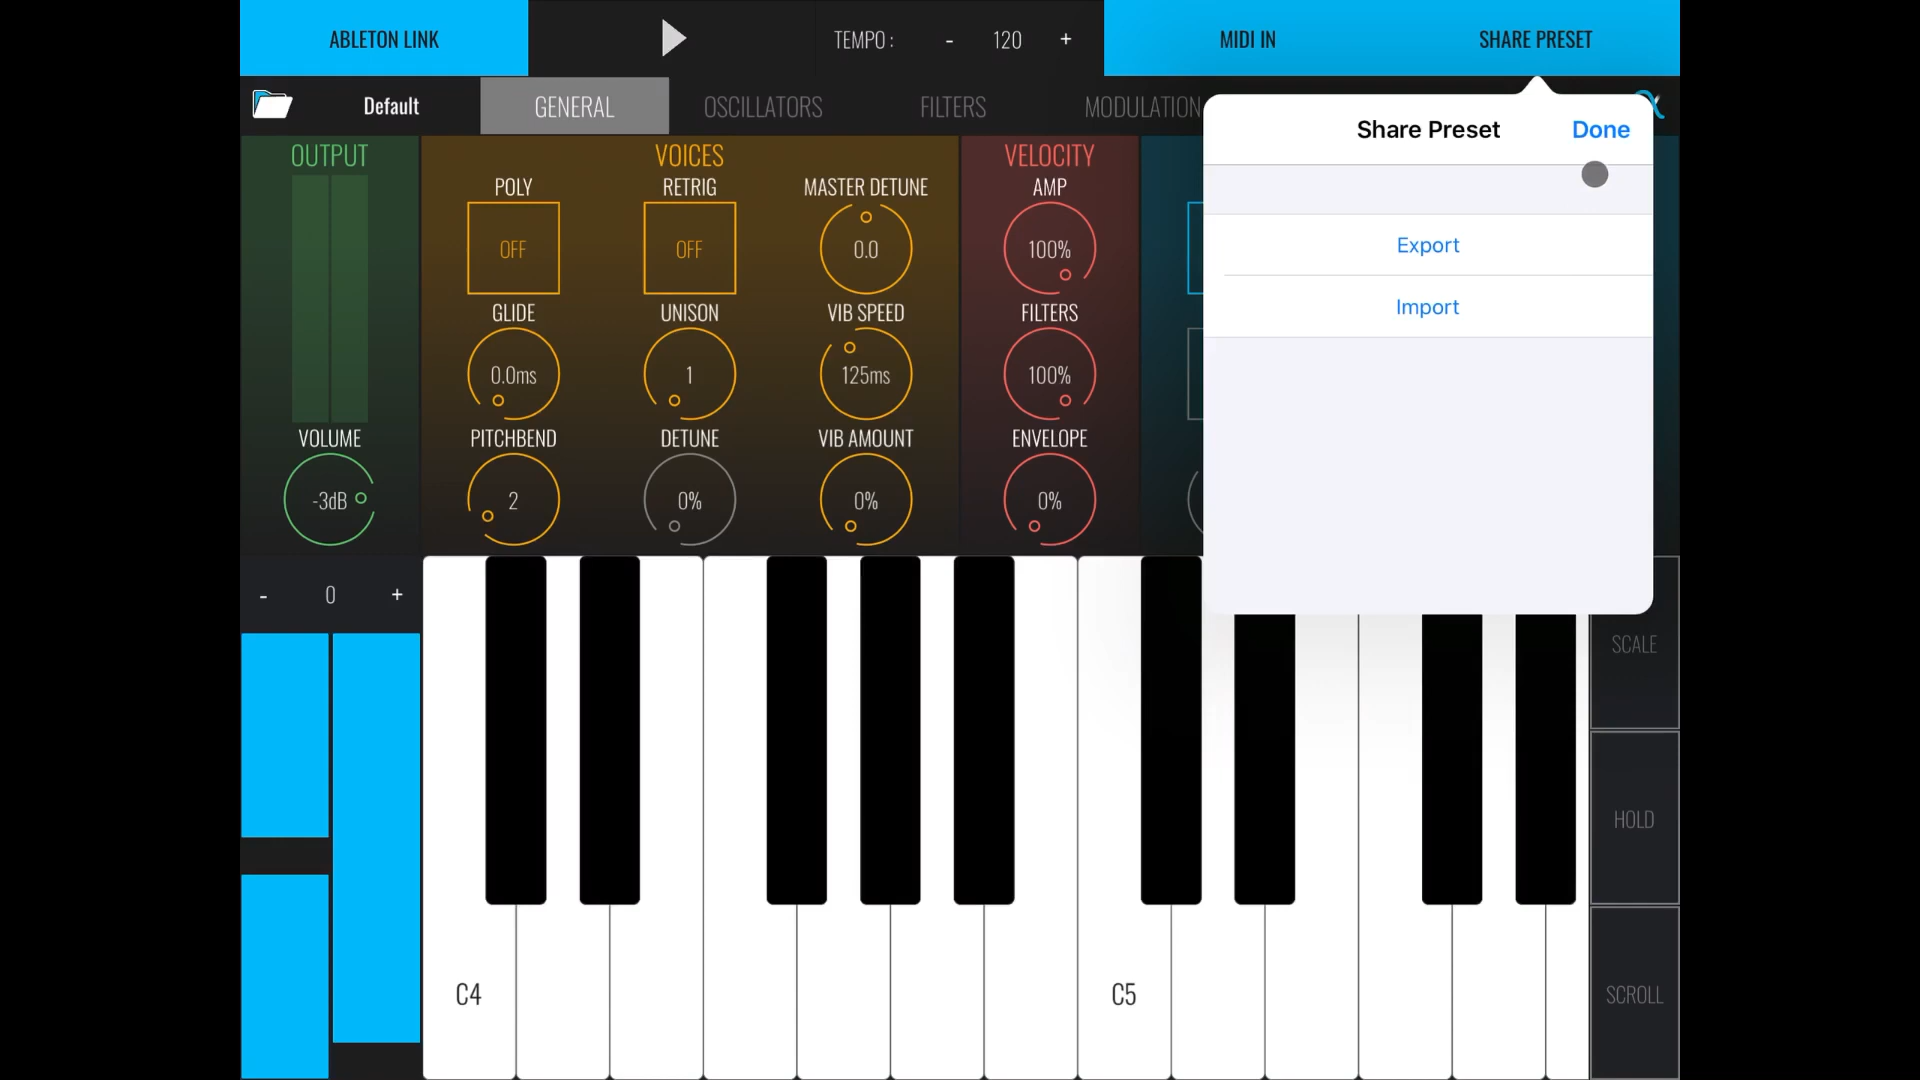 ABLETON LINK
TEMPO :
-
120
+
MIDI IN
SHARE PRESET
Default
GENERAL
OSCILLATORS
FILTERS
MODULATION
Share Preset
Done
Export
Import
OUTPUT
VOLUME
-3dB
VOICES
POLY
OFF
RETRIG
OFF
MASTER DETUNE
0.0
GLIDE
0.0ms
UNISON
1
VIB SPEED
125ms
PITCHBEND
2
DETUNE
0%
VIB AMOUNT
0%
VELOCITY
AMP
100%
FILTERS
100%
ENVELOPE
0%
-
0
+
C4
C5
SCALE
HOLD
SCROLL